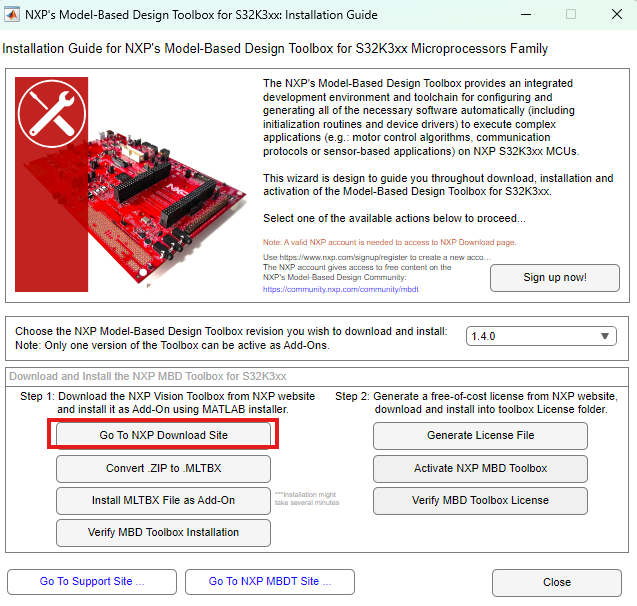 NXP's Model-Based Design Toolbox for S32K3xx: Installation Guide
Installation Guide for NXP's Model-Based Design Toolbox for S32K3xx Microprocessors Family
The NXP's Model-Based Design Toolbox provides an integrated
development environment and toolchain for configuring and
generating all of the necessary software automatically (including
initialization routines and device drivers) to execute complex
applications (e.g.: motor control algorithms, communication
protocols or sensor-based applications) on NXP S32K3xx MCUs.
This wizard is design to guide you throughout download, installation and
activation of the Model-Based Design Toolbox for S32K3xx.
Select one of the available actions below to proceed...
Note: A valid NXP account is needed to access to NXP Download page.
Use https://www.nxp.com/signup/register to create a new acco...
The NXP account gives access to free content on the
NXP's Model-Based Design Community:
https://community.nxp.com/community/mbdt
Sign up now!
NXP
Choose the NXP Model-Based Design Toolbox revision you wish to download and install:
Note: Only one version of the Toolbox can be active as Add-Ons.
1.4.0
Download and Install the NXP MBD Toolbox for S32K3xx
Step 1: Download the NXP Vision Toolbox from NXP website
and install it as Add-On using MATLAB installer.
Go To NXP Download Site
Convert .ZIP to .MLTBX
Install MLTBX File as Add-On
***Installation might
take several minutes
Verify MBD Toolbox Installation
Step 2: Generate a free-of-cost license from NXP website,
download and install into toolbox License folder.
Generate License File
Activate NXP MBD Toolbox
Verify MBD Toolbox License
Go To Support Site ...
Go To NXP MBDT Site ...
Close